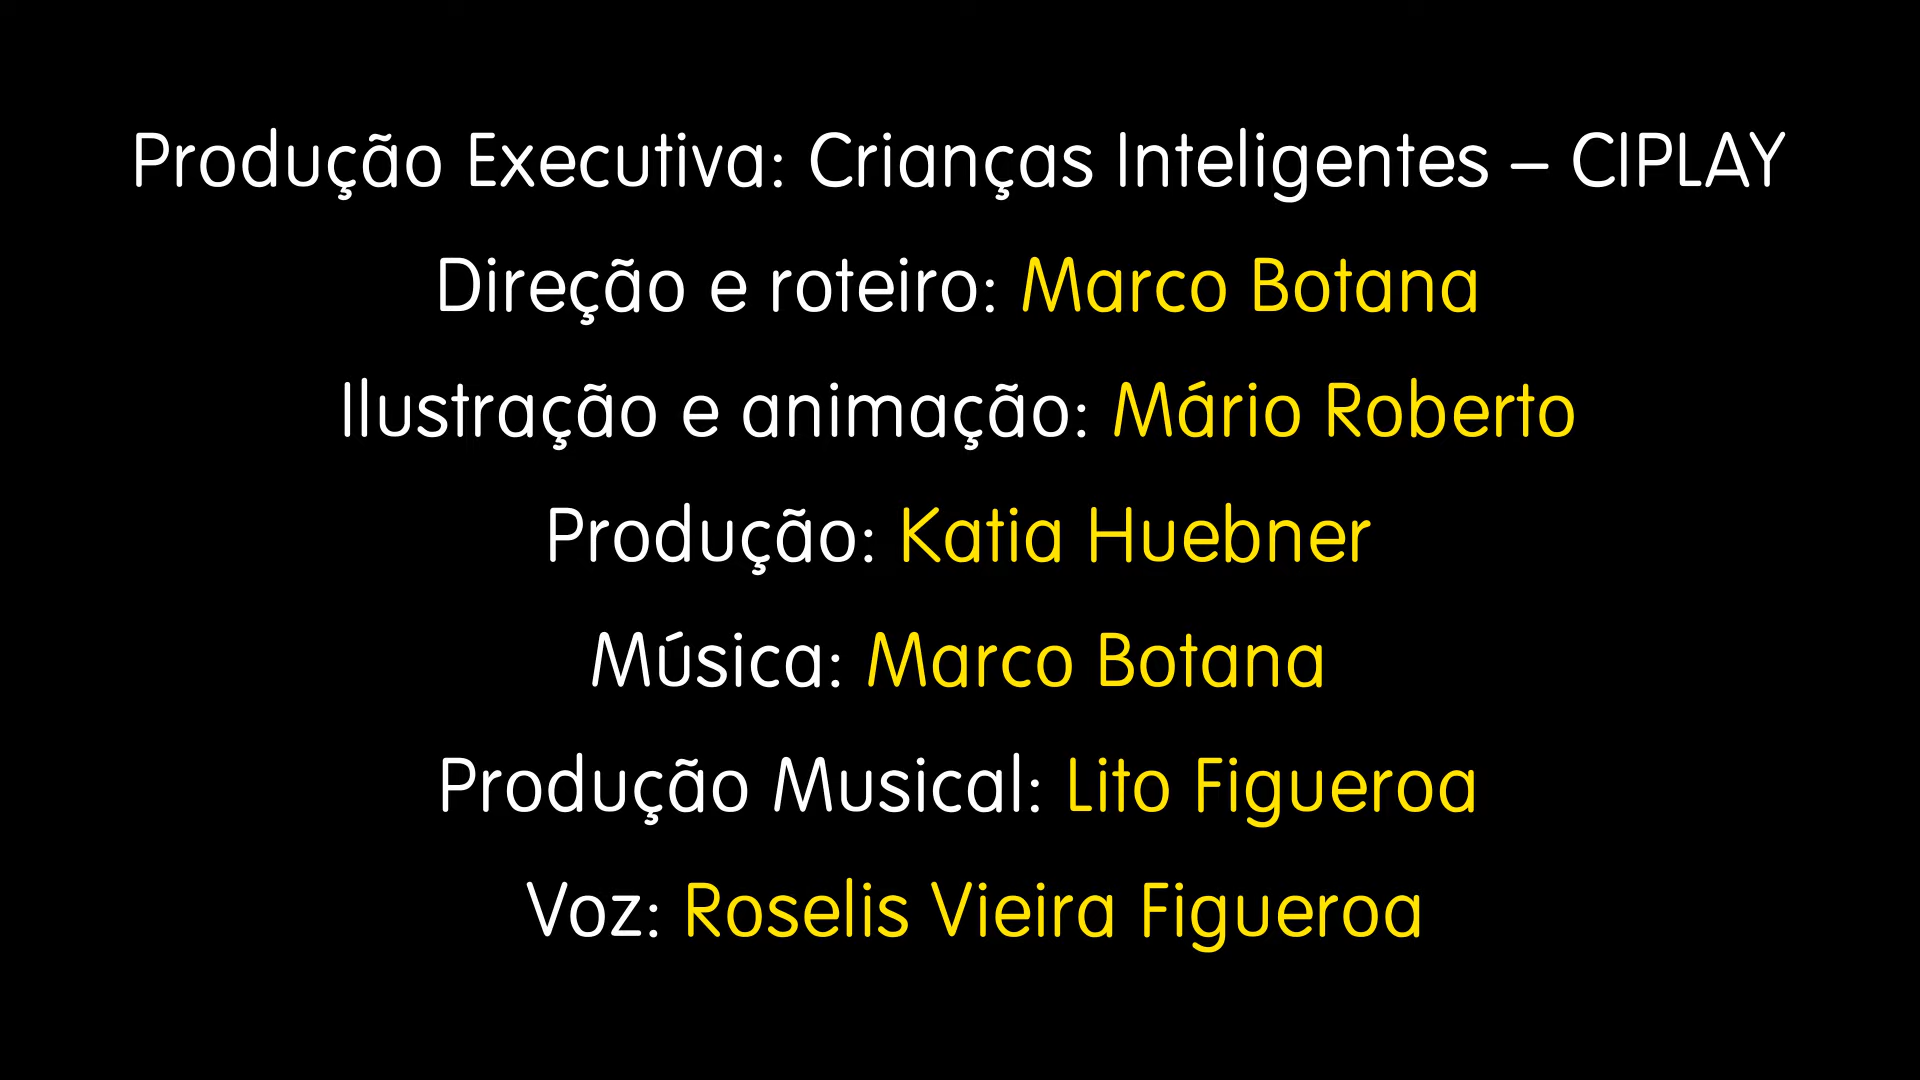 Produção Executiva: Crianças Inteligentes – CIPLAY
Direção e roteiro: Marco Botana
Ilustração e animação: Mário Roberto
Produção: Katia Huebner
Música: Marco Botana
Produção Musical: Lito Figueroa
Voz: Roselis Vieira Figueroa